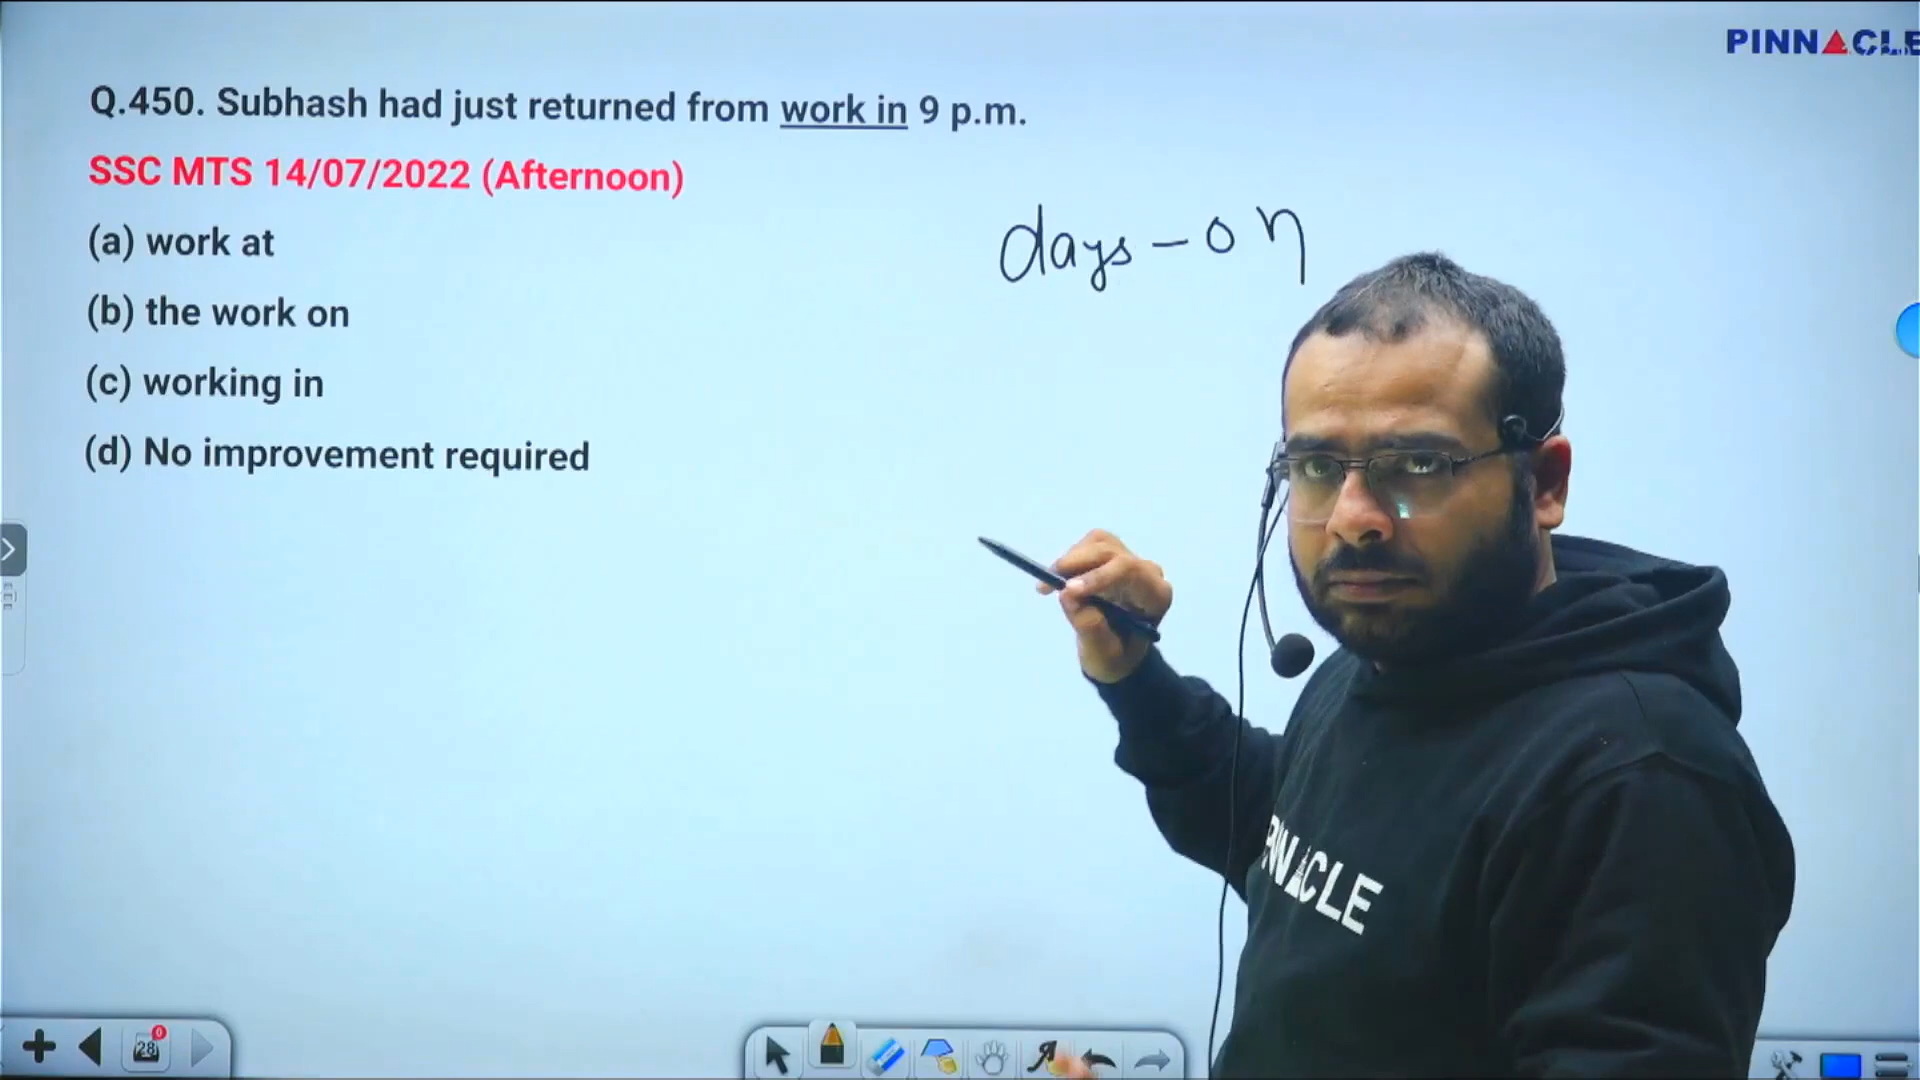 PINNACLE
Q.450. Subhash had just returned from work in 9 p.m.
SSC MTS 14/07/2022 (Afternoon)
(a) work at
(b) the work on
(c) working in
(d) No improvement required
days - on
PINNACLE
28
0